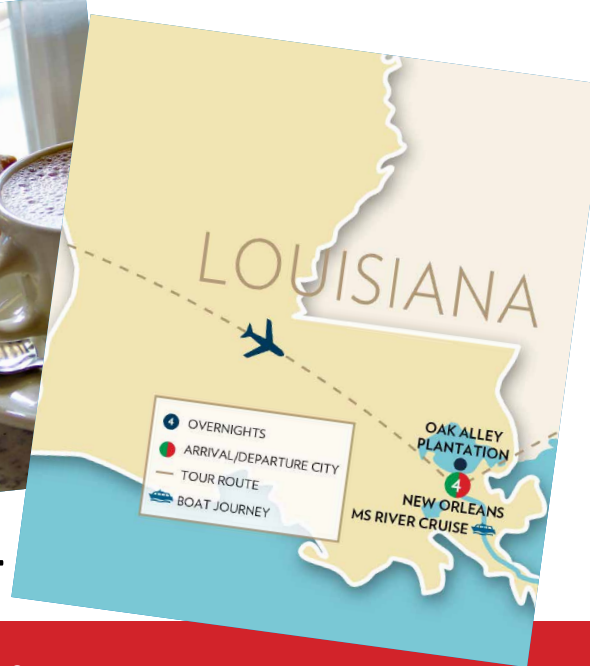 LOUISIANA
4 OVERNIGHTS
ARRIVAL/DEPARTURE CITY
TOUR ROUTE
BOAT JOURNEY
OAK ALLEY
PLANTATION
4
NEW ORLEANS
MS RIVER CRUISE